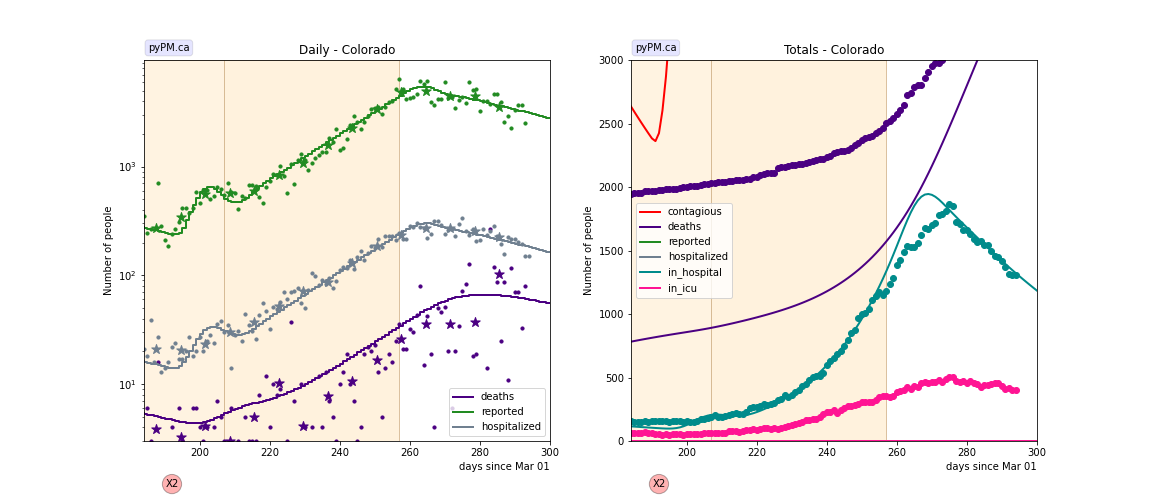 pyPM.ca
Daily - Colorado
Number of people
10³
10²
10¹
deaths
reported
hospitalized
200
220
240
260
280
300
days since Mar 01
X2
pyPM.ca
Totals - Colorado
Number of people
3000
2500
2000
1500
1000
500
0
contagious
deaths
reported
hospitalized
in_hospital
in_icu
200
220
240
260
280
300
days since Mar 01
X2